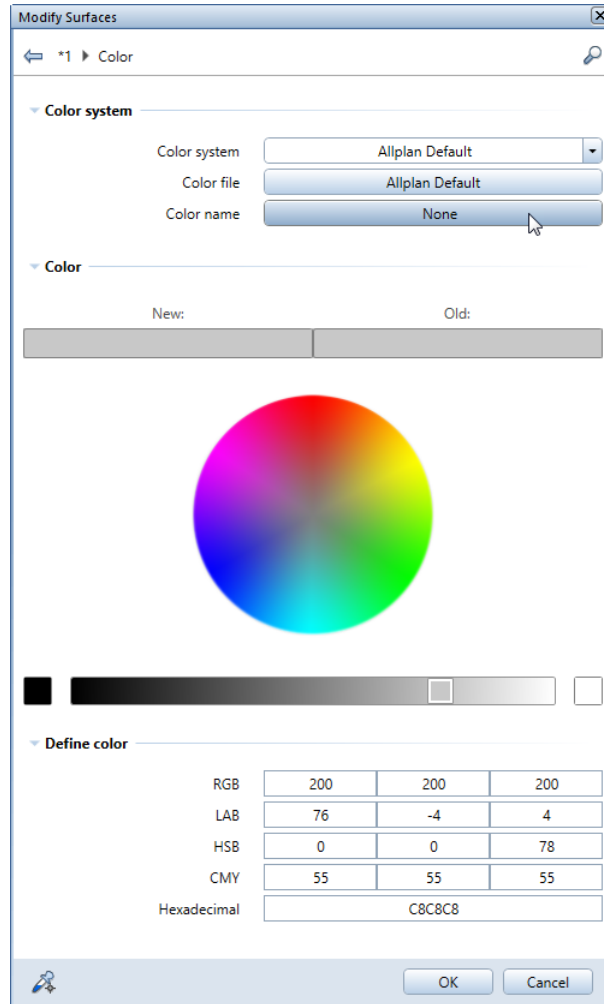 Modify Surfaces
*1 Color
Color system
Color system Allplan Default
Color file Allplan Default
Color name None
Color
New: Old:
Define color
RGB 200 200 200
LAB 76 -4 4
HSB 0 0 78
CMY 55 55 55
Hexadecimal C8C8C8
OK Cancel